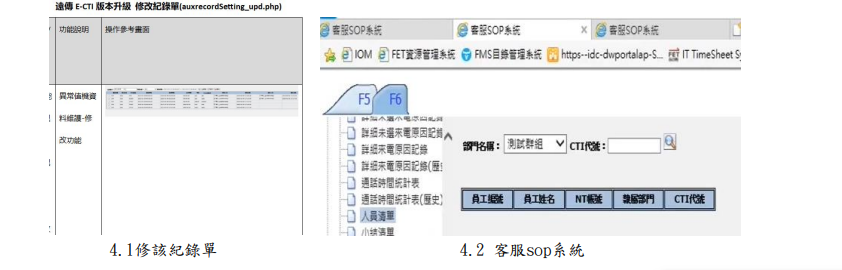 遠傳 E-CTI 版本升級 修改紀錄單(auxrecordSetting_upd.php)
功能說明 操作參考畫面
異常值機資
料維護-修
改功能
4.1修該紀錄單
客服SOP系統 客服SOP系統 x 客服SOP系統
IOM FET資源管理系統 FMS目錄管理系統 https--idc-dwportalap-S... IT TimeSheet Sy
F5 F6
詳細未選來電原因記錄
詳細來電原因記錄
詳細來電原因記錄(歷
通話時間統計表
通話時間統計表(歷史)
人員清單
小結清單
部門名稱： 測試群組 CTI代號：
員工編號 員工姓名 NT帳號 隸屬部門 CTI代號
4.2 客服sop系統